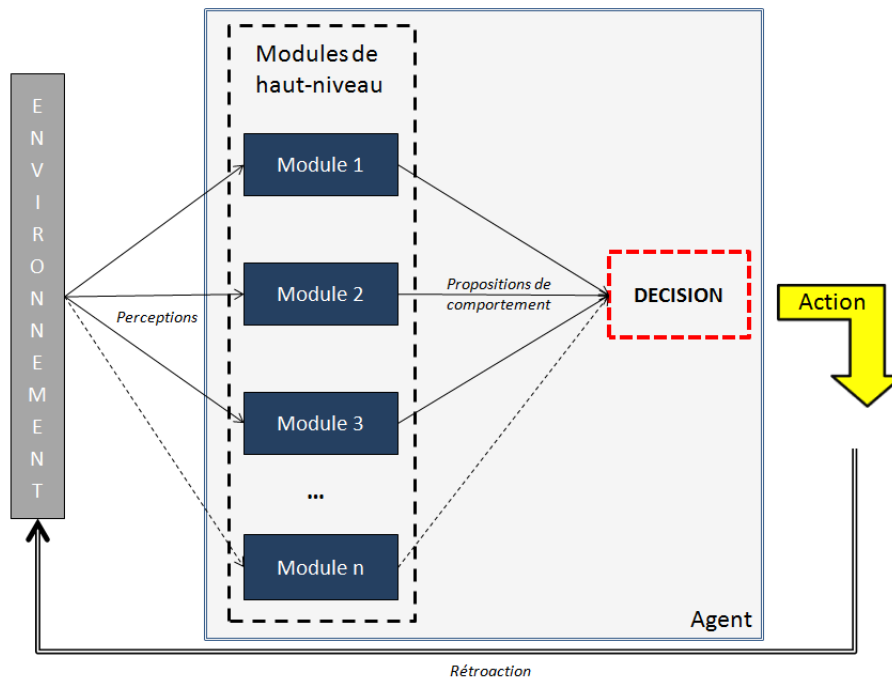 ENVIRONNEMENT
Modules de
haut-niveau
Module 1
Module 2
Module 3
...
Module n
Perceptions
Propositions de
comportement
DECISION
Action
Agent
Rétroaction